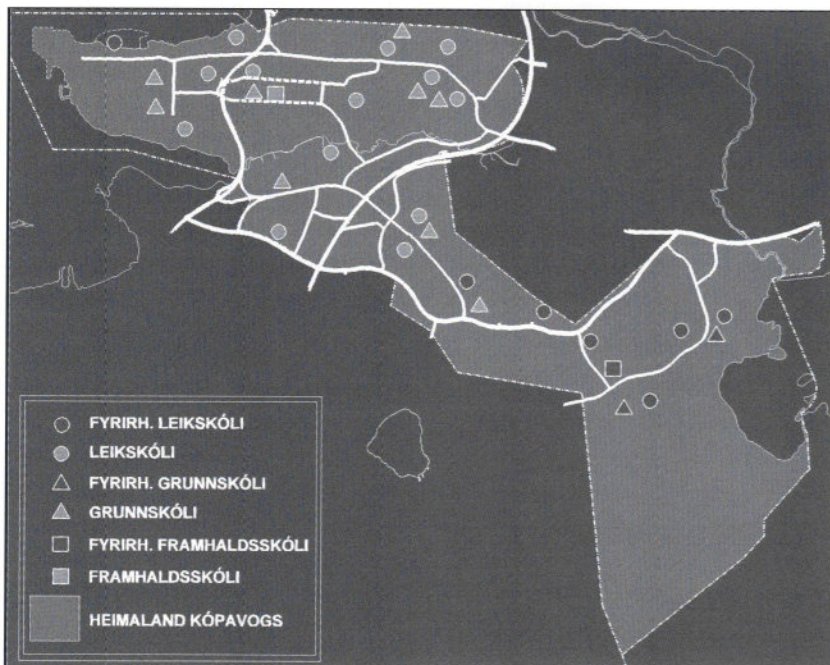 FYRIRH. LEIKSKÓLI
LEIKSKÓLI
FYRIRH. GRUNNSKÓLI
GRUNNSKÓLI
FYRIRH. FRAMHALDSSKÓLI
FRAMHALDSSKÓLI
HEIMALAND KÓPAVOGS